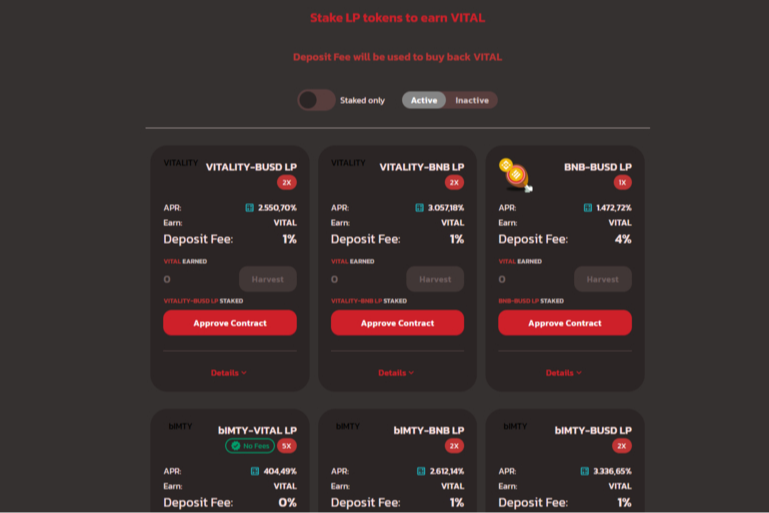 Stake LP tokens to earn VITAL
Deposit Fee will be used to buy back VITAL
Staked only Active Inactive
VITALITY VITALITY-BUSD LP
2X
APR: 2.550,70%
Earn: VITAL
Deposit Fee: 1%
VITAL EARNED
0 Harvest
VITALITY-BUSD LP STAKED
Approve Contract
Details
VITALITY VITALITY-BNB LP
2X
APR: 3.057,18%
Earn: VITAL
Deposit Fee: 1%
VITAL EARNED
0 Harvest
VITALITY-BNB LP STAKED
Approve Contract
Details
BNB-BUSD LP
1X
APR: 1.472,72%
Earn: VITAL
Deposit Fee: 4%
VITAL EARNED
0 Harvest
BNB-BUSD LP STAKED
Approve Contract
Details
bIMTY bIMTY-VITAL LP
No Fees 5X
APR: 404,49%
Earn: VITAL
Deposit Fee: 0%
bIMTY bIMTY-BNB LP
2X
APR: 2.612,14%
Earn: VITAL
Deposit Fee: 1%
bIMTY bIMTY-BUSD LP
2X
APR: 3.336,65%
Earn: VITAL
Deposit Fee: 1%